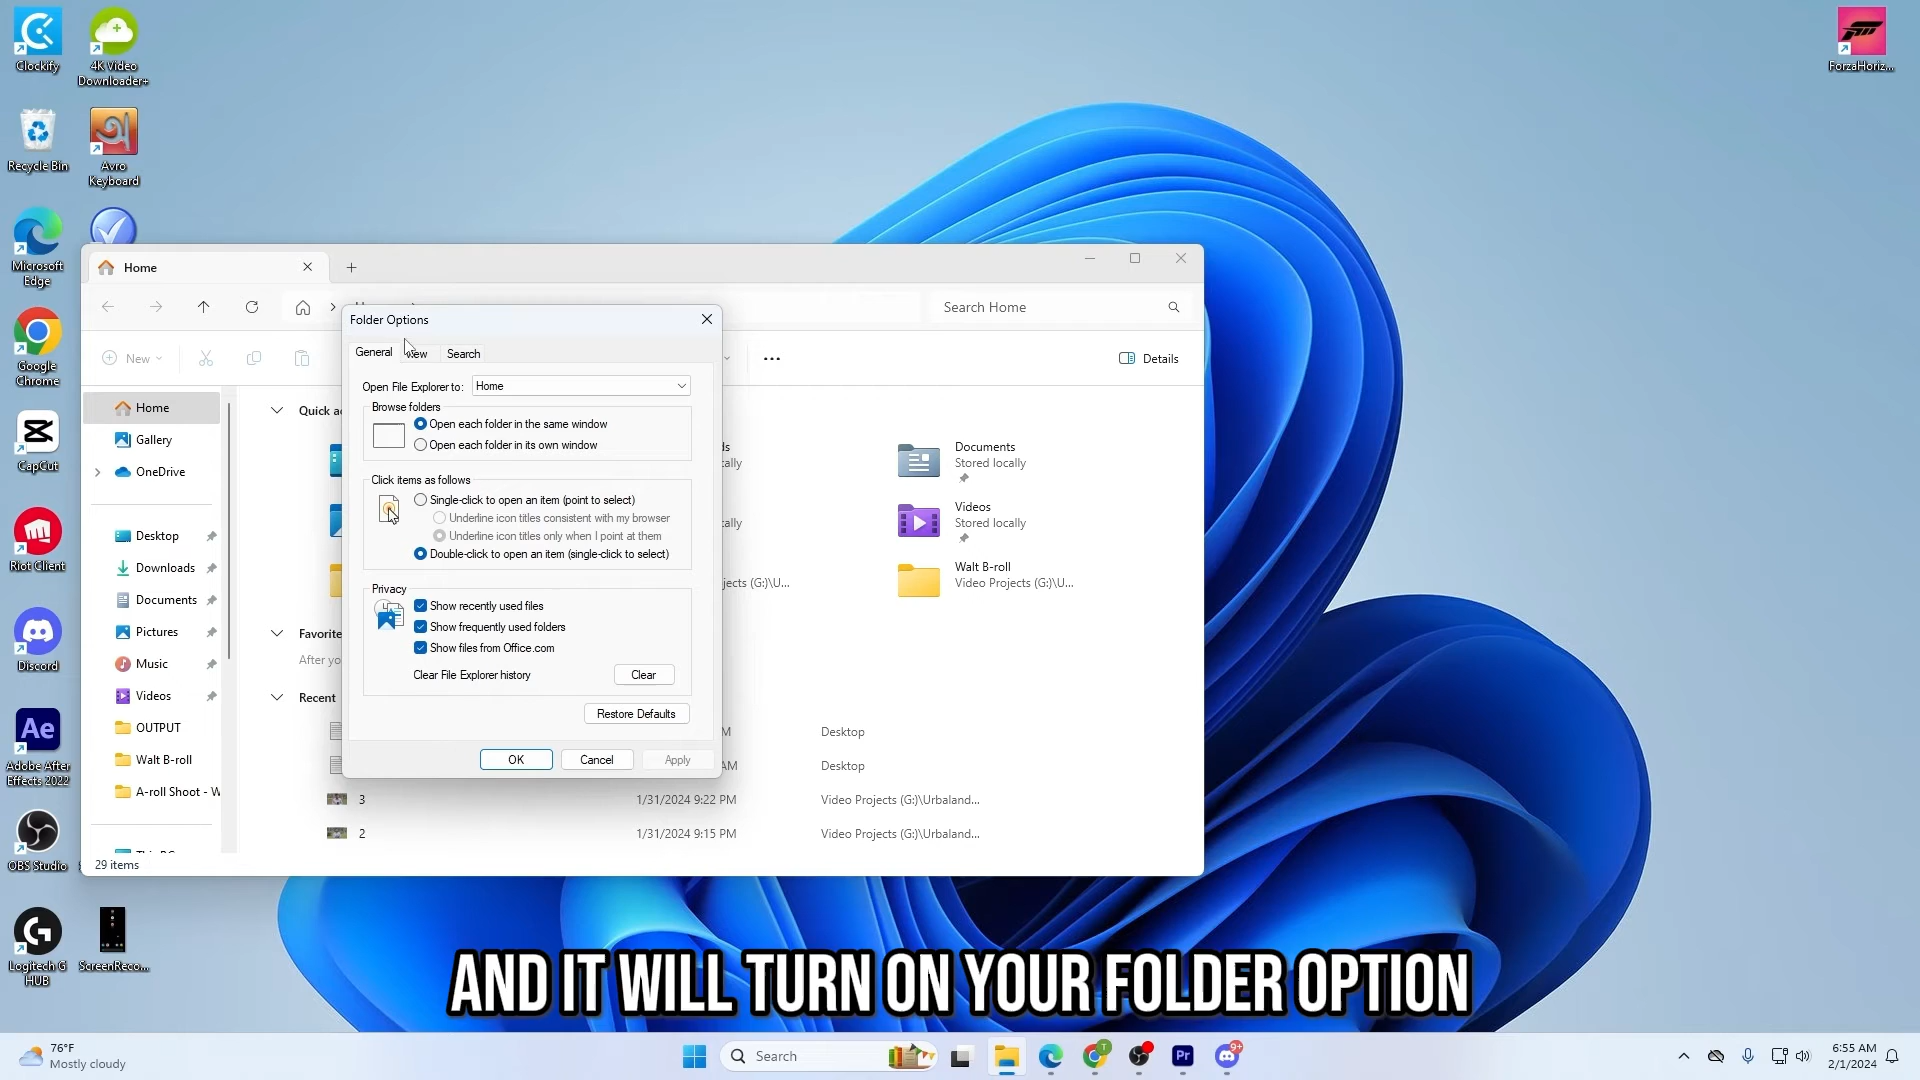 Clockify
4K Video
Downloader+
ForzaHoriz...
Recycle Bin
Avro
Keyboard
Microsoft
Edge
Google
Chrome
CapCut
Riot Client
Discord
Adobe After
Effects 2022
OBS Studio
Logitech G
HUB
ScreenReco...
Home
Search Home
New
Details
Folder Options
General
View
Search
Open File Explorer to:
Home
Browse folders
Open each folder in the same window
Open each folder in its own window
Click items as follows
Single-click to open an item (point to select)
Underline icon titles consistent with my browser
Underline icon titles only when I point at them
Double-click to open an item (single-click to select)
Privacy
Show recently used files
Show frequently used folders
Show files from Office.com
Clear File Explorer history
Clear
Restore Defaults
OK
Cancel
Apply
Home
Gallery
OneDrive
Desktop
Downloads
Documents
Pictures
Music
Videos
OUTPUT
Walt B-roll
A-roll Shoot - W
29 items
Quick a
Favorite
After yo
Recent
Documents
Stored locally
Videos
Stored locally
Walt B-roll
Video Projects (G:)\U...
jects (G:)\U...
Desktop
Desktop
3
1/31/2024 9:22 PM
Video Projects (G:)\Urbaland...
2
1/31/2024 9:15 PM
Video Projects (G:)\Urbaland...
AND IT WILL TURN ON YOUR FOLDER OPTION
76°F
Mostly cloudy
Search
Pr
9+
6:55 AM
2/1/2024